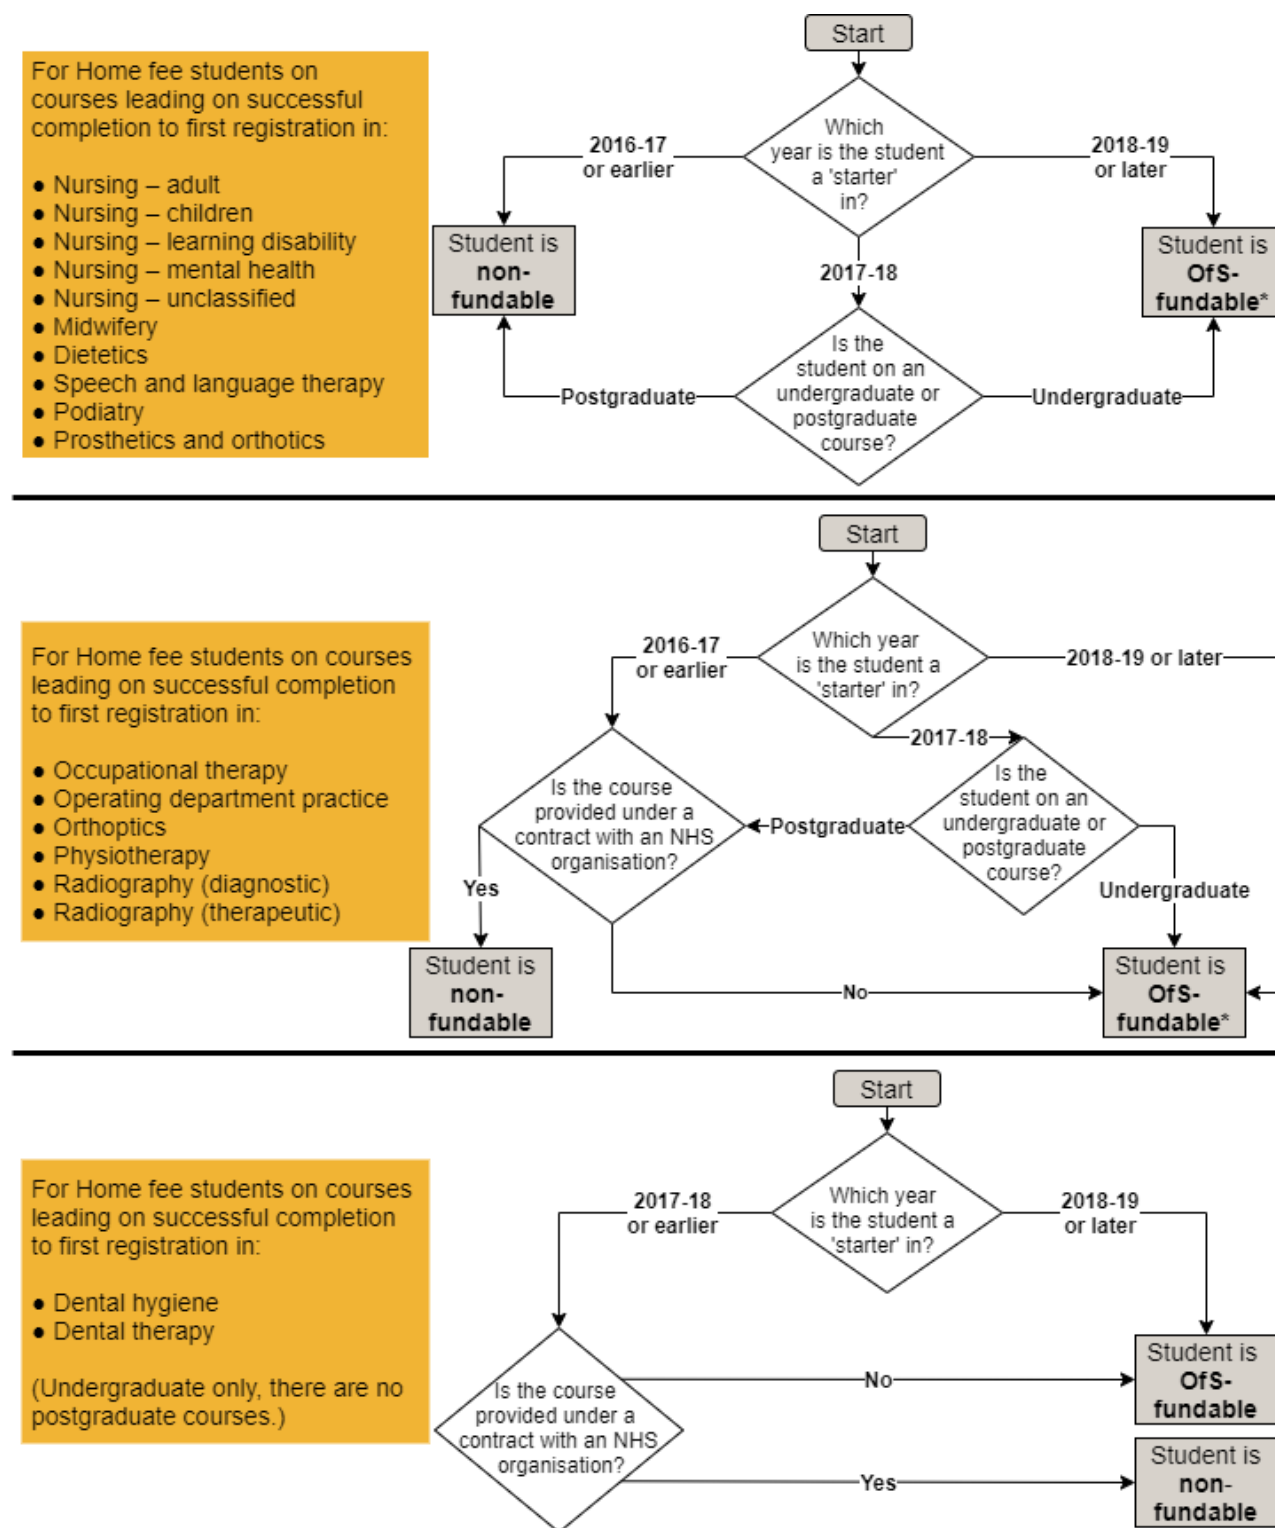 For Home fee students on
courses leading on successful
completion to first registration in:
● Nursing – adult
● Nursing – children
● Nursing – learning disability
● Nursing – mental health
● Nursing – unclassified
● Midwifery
● Dietetics
● Speech and language therapy
● Podiatry
● Prosthetics and orthotics
Start
Which
year is the student
a 'starter'
in?
2016-17
or earlier
2018-19
or later
Student is
non-
fundable
2017-18
Student is
OfS-
fundable*
Is the
student on an
undergraduate or
postgraduate
course?
Postgraduate
Undergraduate
For Home fee students on courses
leading on successful completion
to first registration in:
● Occupational therapy
● Operating department practice
● Orthoptics
● Physiotherapy
● Radiography (diagnostic)
● Radiography (therapeutic)
Start
Which year
is the student a
'starter' in?
2016-17
or earlier
2018-19 or later
2017-18
Is the course
provided under a
contract with an NHS
organisation?
Postgraduate
Is the
student on an
undergraduate or
postgraduate
course?
Yes
Undergraduate
Student is
non-
fundable
No
Student is
OfS-
fundable*
For Home fee students on courses
leading on successful completion
to first registration in:
● Dental hygiene
● Dental therapy
(Undergraduate only, there are no
postgraduate courses.)
Start
Which year
is the student a
'starter' in?
2017-18
or earlier
2018-19
or later
Is the course
provided under a
contract with an NHS
organisation?
No
Student is
OfS-
fundable
Yes
Student is
non-
fundable